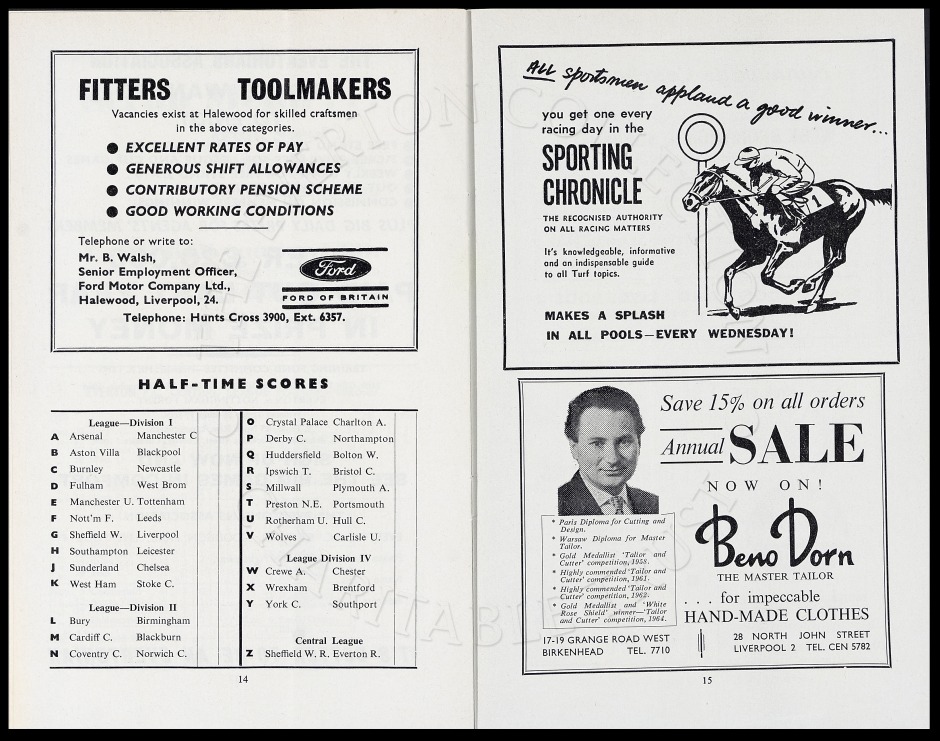 FITTERS TOOLMAKERS
Vacancies exist at Halewood for skilled craftsmen
in the above categories.
● EXCELLENT RATES OF PAY
● GENEROUS SHIFT ALLOWANCES
● CONTRIBUTORY PENSION SCHEME
● GOOD WORKING CONDITIONS
Telephone or write to:
Mr. B. Walsh,
Senior Employment Officer,
Ford Motor Company Ltd.,
Halewood, Liverpool, 24.
Ford
FORD OF BRITAIN
Telephone: Hunts Cross 3900, Ext. 6357.
HALF-TIME SCORES
League—Division I
A Arsenal Manchester C
B Aston Villa Blackpool
C Burnley Newcastle
D Fulham West Brom
E Manchester U. Tottenham
F Nott'm F. Leeds
G Sheffield W. Liverpool
H Southampton Leicester
J Sunderland Chelsea
K West Ham Stoke C.
League—Division II
L Bury Birmingham
M Cardiff C. Blackburn
N Coventry C. Norwich C.
O Crystal Palace Charlton A.
P Derby C. Northampton
Q Huddersfield Bolton W.
R Ipswich T. Bristol C.
S Millwall Plymouth A.
T Preston N.E. Portsmouth
U Rotherham U. Hull C.
V Wolves Carlisle U.
League Division IV
W Crewe A. Chester
X Wrexham Brentford
Y York C. Southport
Central League
Z Sheffield W. R. Everton R.
14
ALL sportsmen applaud a good winner...
you get one every
racing day in the
SPORTING
CHRONICLE
THE RECOGNISED AUTHORITY
ON ALL RACING MATTERS
It's knowledgeable, informative
and an indispensable guide
to all Turf topics.
1
MAKES A SPLASH
IN ALL POOLS—EVERY WEDNESDAY!
Save 15% on all orders
Annual SALE
NOW ON!
Beno Dorn
THE MASTER TAILOR
. . . for impeccable
HAND-MADE CLOTHES
* Paris Diploma for Cutting and
Design.
* Warsaw Diploma for Master
Tailor.
* Gold Medallist 'Tailor and
Cutter' competition, 1958.
* Highly commended 'Tailor and
Cutter' competition, 1961.
* Highly commended 'Tailor and
Cutter' competition, 1962.
* Gold Medallist and 'White
Rose Shield' winner—'Tailor
and Cutter' competition, 1964.
17-19 GRANGE ROAD WEST
BIRKENHEAD TEL. 7710
28 NORTH JOHN STREET
LIVERPOOL 2 TEL. CEN 5782
15